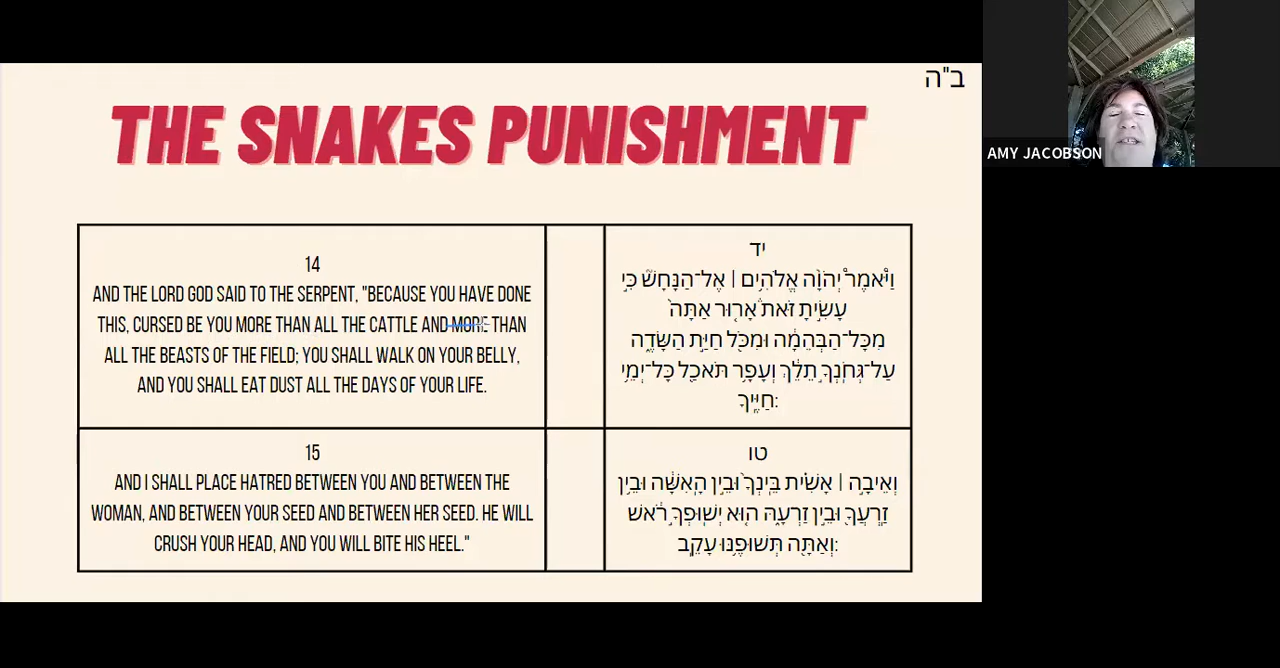 ב"ה
THE SNAKES PUNISHMENT
14
AND THE LORD GOD SAID TO THE SERPENT, "BECAUSE YOU HAVE DONE
THIS, CURSED BE YOU MORE THAN ALL THE CATTLE AND MORE THAN
ALL THE BEASTS OF THE FIELD; YOU SHALL WALK ON YOUR BELLY,
AND YOU SHALL EAT DUST ALL THE DAYS OF YOUR LIFE.
יד
וַיֹּ֩אמֶר֩ יְהֹוָ֨ה אֱלֹהִ֥ים | אֶל־הַנָּחָשׁ֘ כִּ֣י
עָשִׂ֣יתָ זֹּאת֒ אָר֤וּר אַתָּה֙
מִכָּל־הַבְּהֵמָ֔ה וּמִכֹּ֖ל חַיַּ֣ת הַשָּׂדֶ֑ה
עַל־גְּחֹֽנְךָ֣ תֵלֵ֔ךְ וְעָפָ֥ר תֹּאכַ֖ל כָּל־יְמֵ֥י
חַיֶּֽיךָ:
15
AND I SHALL PLACE HATRED BETWEEN YOU AND BETWEEN THE
WOMAN, AND BETWEEN YOUR SEED AND BETWEEN HER SEED. HE WILL
CRUSH YOUR HEAD, AND YOU WILL BITE HIS HEEL."
טו
וְאֵיבָ֣ה | אָשִׁ֗ית בֵּֽינְךָ֙ וּבֵ֣ין הָֽאִשָּׁ֔ה וּבֵ֥ין
זַרְעֲךָ֖ וּבֵ֣ין זַרְעָ֑הּ ה֚וּא יְשׁוּפְךָ֣ רֹ֔אשׁ
וְאַתָּ֖ה תְּשׁוּפֶ֥נּוּ עָקֵֽב:
AMY JACOBSON